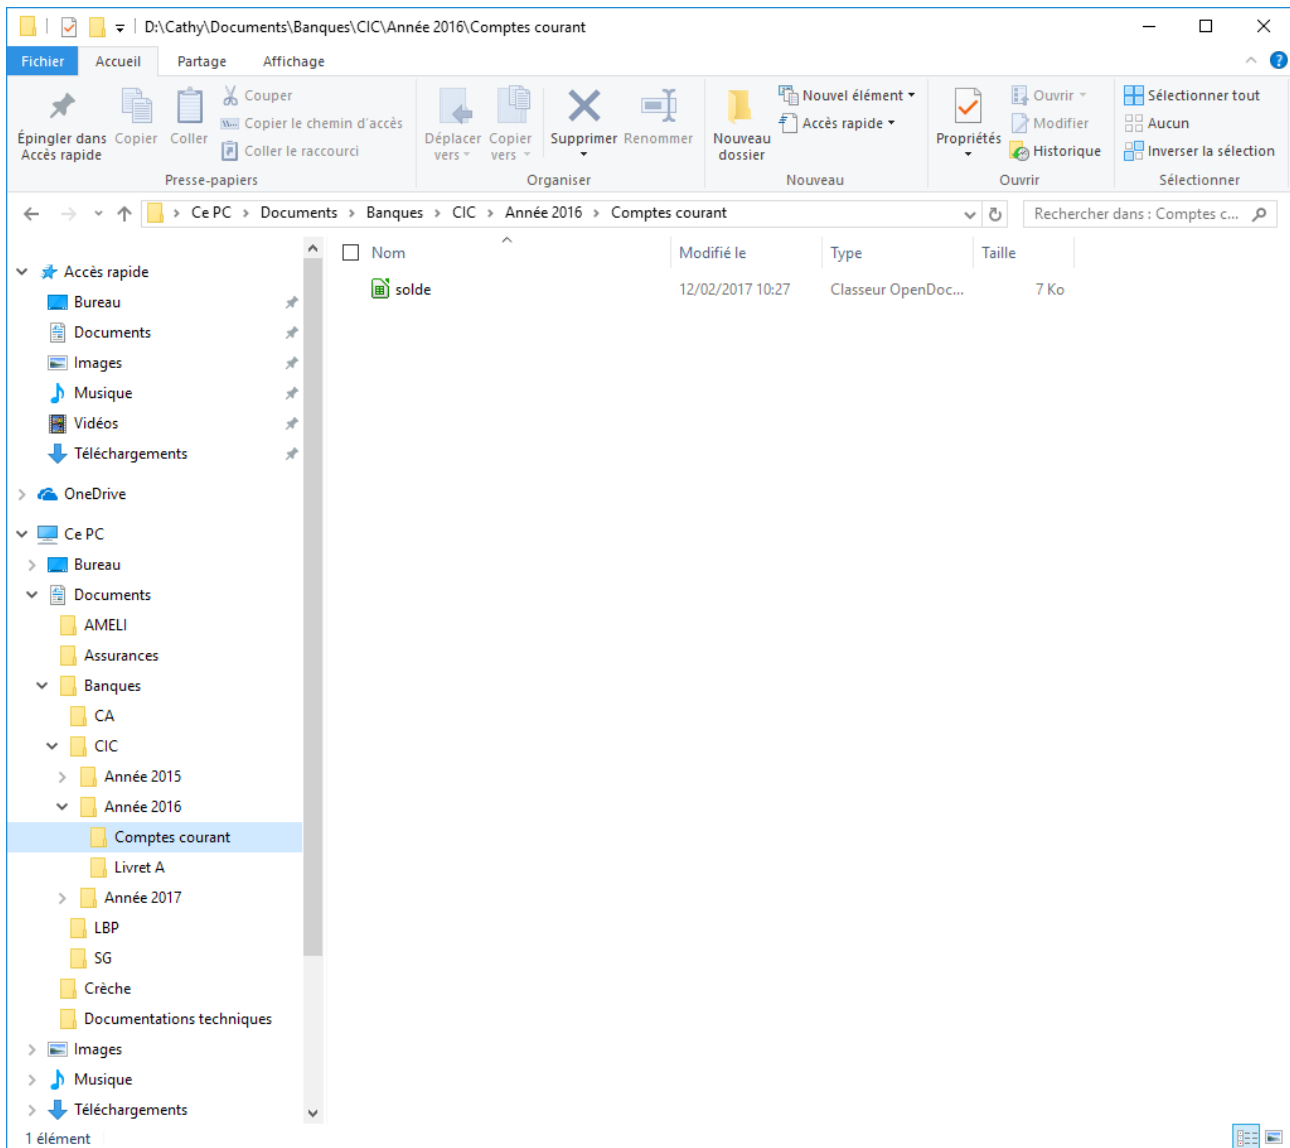 D:\Cathy\Documents\Banques\CIC\Année 2016\Comptes courant
Fichier Accueil Partage Affichage
Épingler dans Accès rapide
Copier
Coller
Couper
Copier le chemin d'accès
Coller le raccourci
Presse-papiers
Déplacer vers
Copier vers
Supprimer
Renommer
Organiser
Nouveau dossier
Nouvel élément
Accès rapide
Nouveau
Propriétés
Ouvrir
Modifier
Historique
Ouvrir
Sélectionner tout
Aucun
Inverser la sélection
Sélectionner
Ce PC > Documents > Banques > CIC > Année 2016 > Comptes courant
Rechercher dans : Comptes c...
Nom Modifié le Type Taille
solde 12/02/2017 10:27 Classeur OpenDoc... 7 Ko
Accès rapide
Bureau
Documents
Images
Musique
Vidéos
Téléchargements
OneDrive
Ce PC
Bureau
Documents
AMELI
Assurances
Banques
CA
CIC
Année 2015
Année 2016
Comptes courant
Livret A
Année 2017
LBP
SG
Crèche
Documentations techniques
Images
Musique
Téléchargements
1 élément